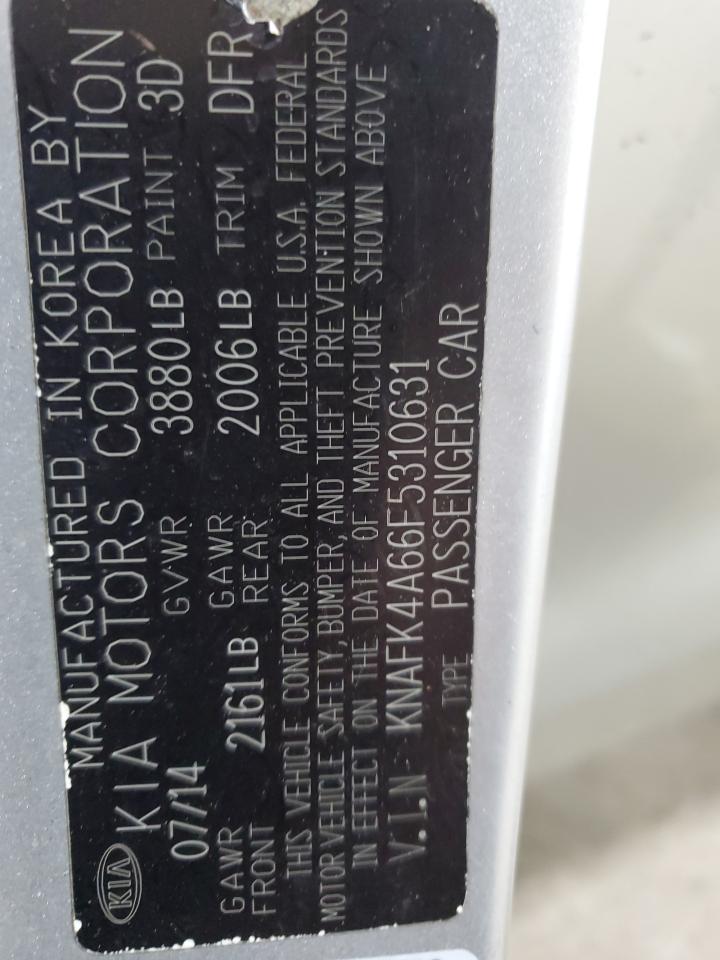 MANUFACTURED IN KOREA BY
KIA KIA MOTORS CORPORATION
07/14 GVWR 3880LB PAINT 3D
GAWR FRONT 2161LB GAWR REAR 2006LB TRIM DFR
THIS VEHICLE CONFORMS TO ALL APPLICABLE U.S.A. FEDERAL
MOTOR VEHICLE SAFETY, BUMPER, AND THEFT PREVENTION STANDARDS
IN EFFECT ON THE DATE OF MANUFACTURE SHOWN ABOVE
V.I.N KNAFK4A66F5310631
TYPE PASSENGER CAR